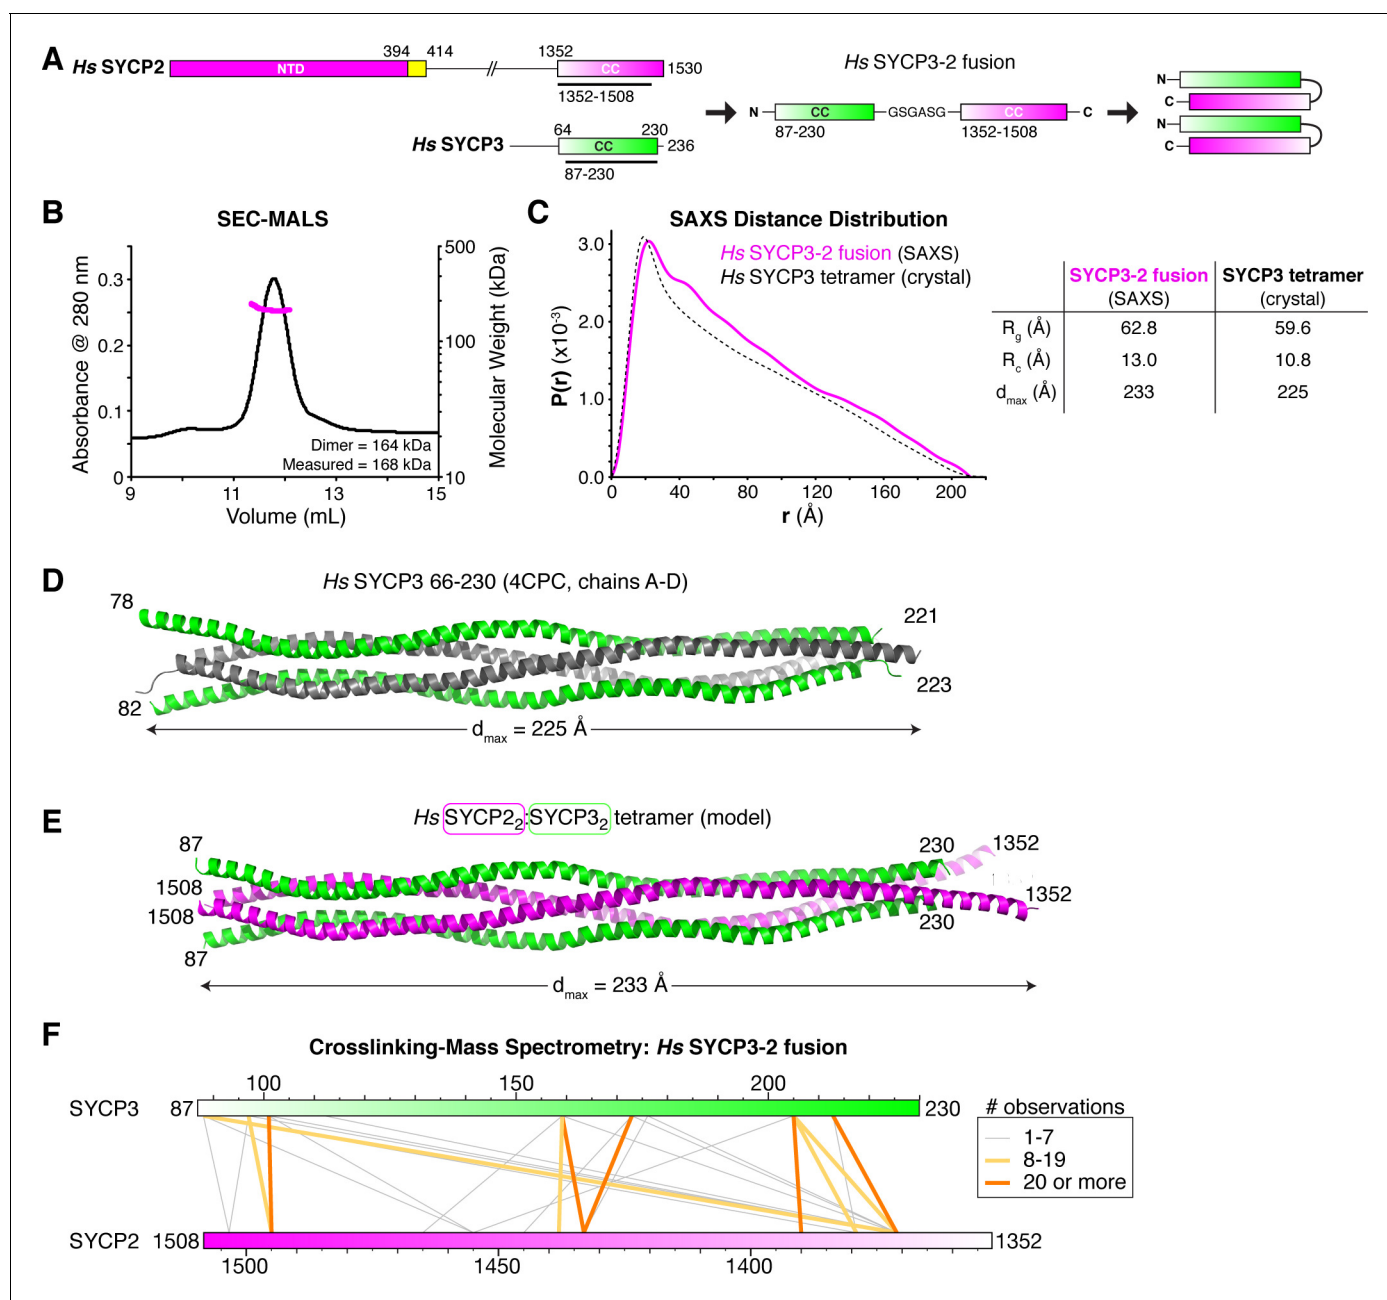 A
Hs SYCP2
NTD
394
414
1352
CC
1530
1352-1508
Hs SYCP3
64
230
CC
236
87-230
Hs SYCP3-2 fusion
N
CC
GSGASG
CC
C
87-230
1352-1508
N
C
N
C
B
SEC-MALS
Absorbance @ 280 nm
0.3
0.2
0.1
0
500
100
10
Molecular Weight (kDa)
Dimer = 164 kDa
Measured = 168 kDa
9 11 13 15
Volume (mL)
C
SAXS Distance Distribution
Hs SYCP3-2 fusion (SAXS)
Hs SYCP3 tetramer (crystal)
P(r) (x10-3)
3.0
2.0
1.0
0.0
0 40 80 120 160 200
r (Å)
SYCP3-2 fusion SYCP3 tetramer
(SAXS) (crystal)
Rg (Å) 62.8 59.6
Rc (Å) 13.0 10.8
dmax (Å) 233 225
D
Hs SYCP3 66-230 (4CPC, chains A-D)
78
221
82
223
dmax = 225 Å
E
Hs SYCP22:SYCP32 tetramer (model)
87
230
1352
1508
1352
1508
230
87
dmax = 233 Å
F
Crosslinking-Mass Spectrometry: Hs SYCP3-2 fusion
100 150 200
SYCP3 87 230
# observations
1-7
8-19
20 or more
SYCP2 1508 1352
1500 1450 1400